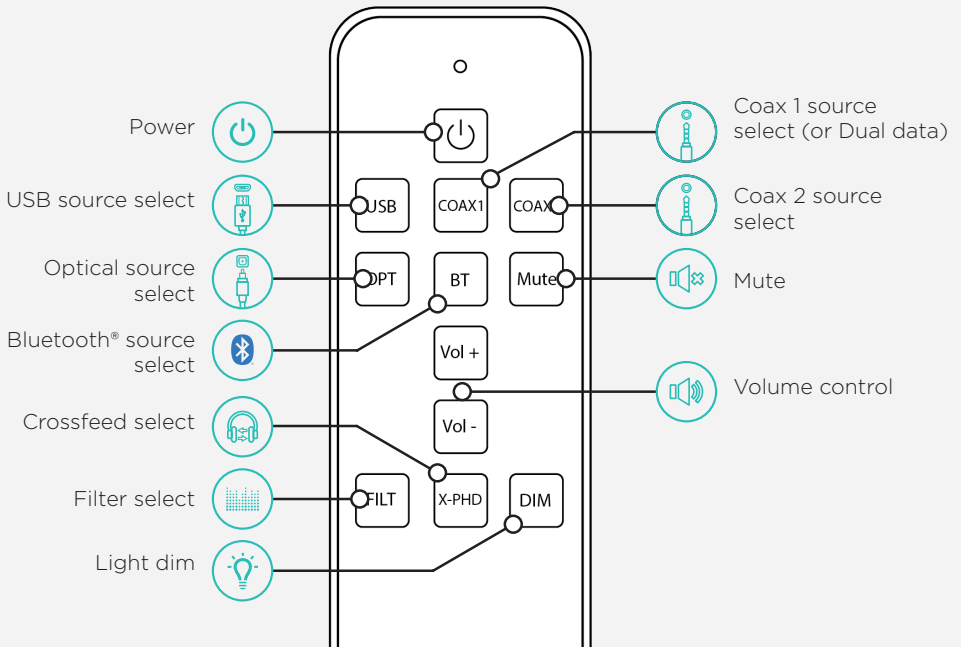 Power
USB source select
Optical source
select
Bluetooth® source
select
Crossfeed select
Filter select
Light dim
USB
COAX1
COAX
OPT
BT
Mute
Vol +
Vol -
FILT
X-PHD
DIM
Coax 1 source
select (or Dual data)
Coax 2 source
select
Mute
Volume control